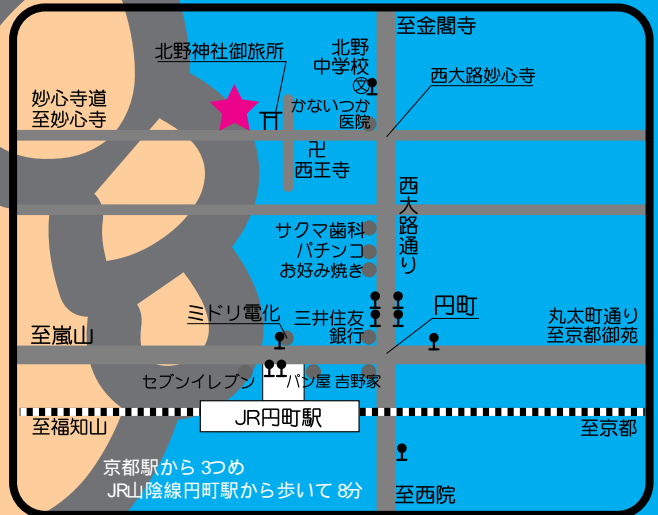 至金閣寺
北野神社御旅所
北野
中学校
文
西大路妙心寺
妙心寺道
至妙心寺
かないつか
医院
卍
西王寺
西大路通り
サクマ歯科
パチンコ
お好み焼き
ミドリ電化
三井住友
銀行
円町
丸太町通り
至京都御苑
至嵐山
セブンイレブン
パン屋
吉野家
JR円町駅
至福知山
至京都
京都駅から 3つめ
JR山陰線円町駅から歩いて 8分
至西院